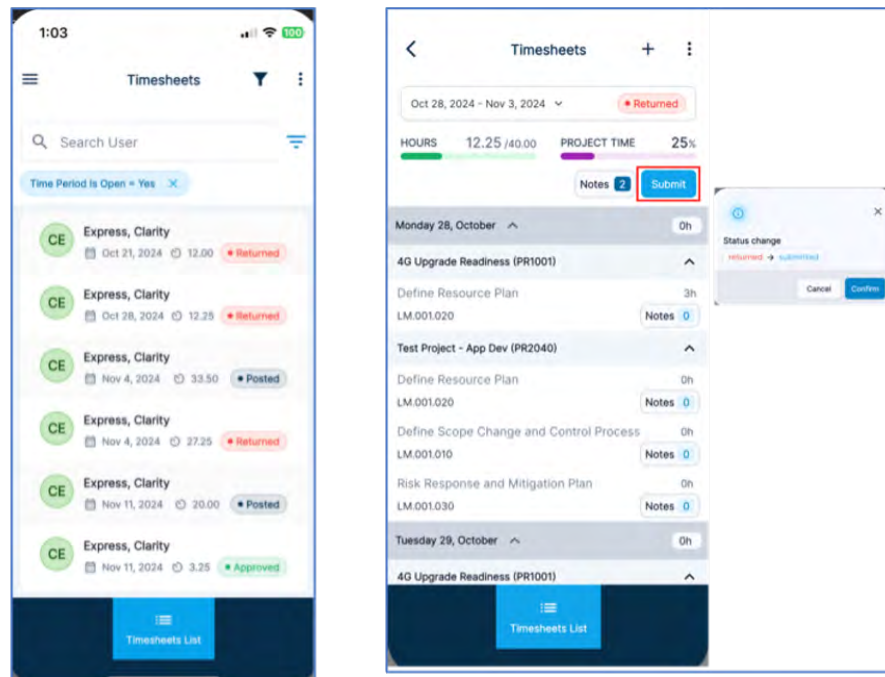 1:03
100
Timesheets
Search User
Time Period Is Open = Yes ×
CE
Express, Clarity
Oct 21, 2024 12.00 Returned
CE
Express, Clarity
Oct 28, 2024 12.25 Returned
CE
Express, Clarity
Nov 4, 2024 33.50 Posted
CE
Express, Clarity
Nov 4, 2024 27.25 Returned
CE
Express, Clarity
Nov 11, 2024 20.00 Posted
CE
Express, Clarity
Nov 11, 2024 3.25 Approved
Timesheets List
Timesheets
Oct 28, 2024 - Nov 3, 2024 Returned
HOURS 12.25 /40.00 PROJECT TIME 25%
Notes 2 Submit
Monday 28, October 0h
4G Upgrade Readiness (PR1001)
Define Resource Plan 3h
LM.001.020 Notes 0
Test Project - App Dev (PR2040)
Define Resource Plan 0h
LM.001.020 Notes 0
Define Scope Change and Control Process 0h
LM.001.010 Notes 0
Risk Response and Mitigation Plan 0h
LM.001.030 Notes 0
Tuesday 29, October 0h
4G Upgrade Readiness (PR1001)
Timesheets List
Status change
returned → submitted
Cancel Confirm